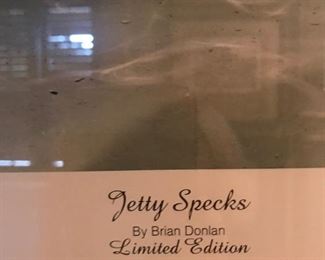 Jetty Specks
By Brian Donlan
Limited Edition